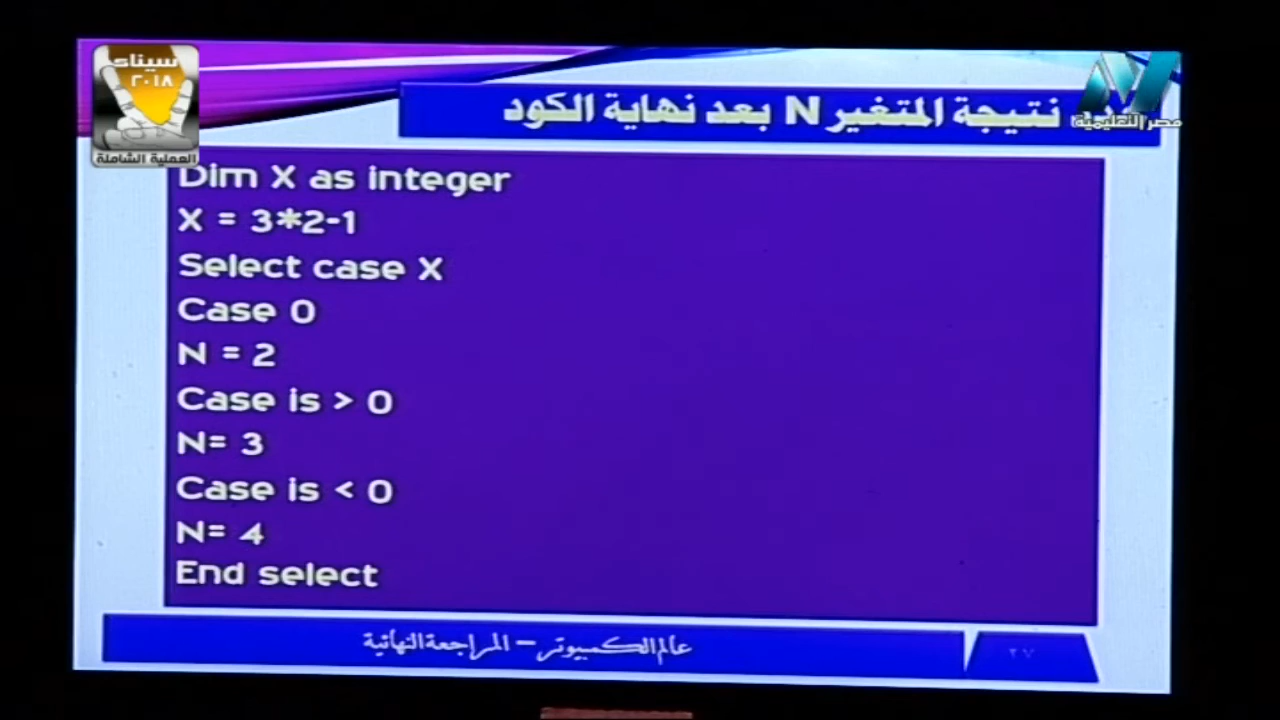 سيناء
٢٠١٨
العملية الشاملة
مصر التعليمية
نتيجة المتغير N بعد نهاية الكود
Dim X as integer
X = 3*2-1
Select case X
Case 0
N = 2
Case is > 0
N= 3
Case is < 0
N= 4
End select
عالم الكمبيوتر – المراجعة النهائية
٢٧